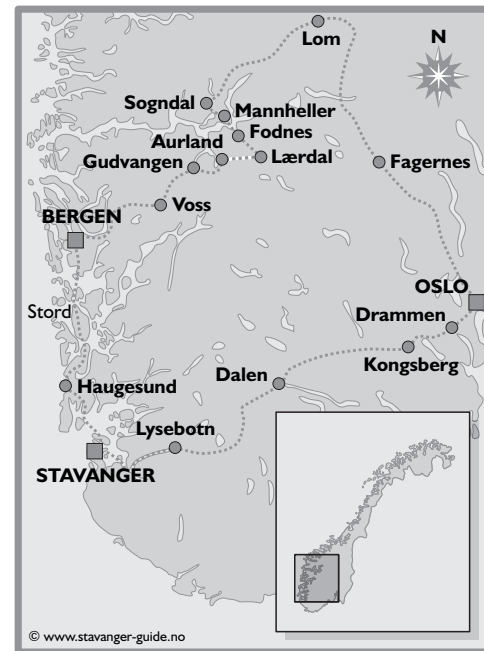 Lom
N
Sogndal
Mannheller
Fodnes
Aurland
Lærdal
Gudvangen
Fagernes
Voss
BERGEN
OSLO
Stord
Drammen
Kongsberg
Haugesund
Dalen
Lysebotn
STAVANGER
© www.stavanger-guide.no